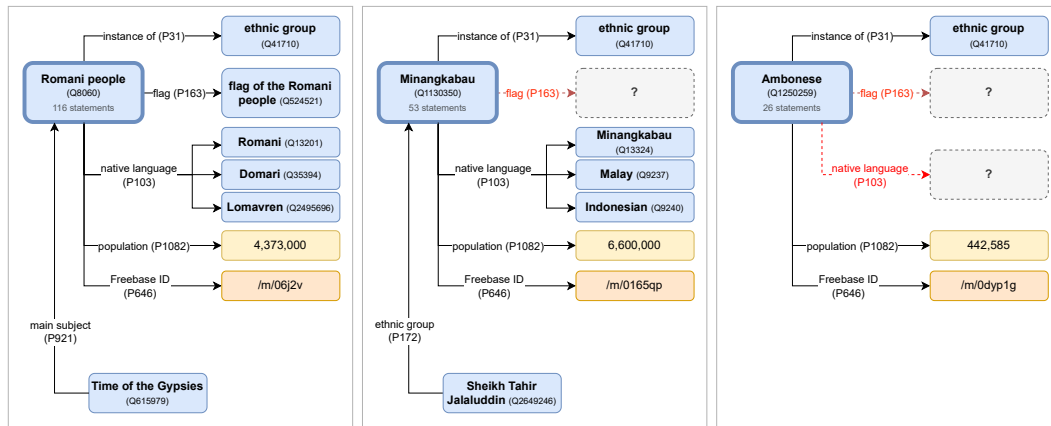 instance of (P31)
ethnic group
(Q41710)
Romani people
(Q8060)
116 statements
flag (P163)
flag of the Romani
people (Q524521)
native language
(P103)
Romani (Q13201)
Domari (Q35394)
Lomavren (Q2495696)
population (P1082)
4,373,000
Freebase ID
(P646)
/m/06j2v
main subject
(P921)
Time of the Gypsies
(Q615979)
instance of (P31)
ethnic group
(Q41710)
Minangkabau
(Q1130350)
53 statements
flag (P163)
?
native language
(P103)
Minangkabau
(Q13324)
Malay (Q9237)
Indonesian (Q9240)
population (P1082)
6,600,000
Freebase ID
(P646)
/m/0165qp
ethnic group
(P172)
Sheikh Tahir
Jalaluddin (Q2649246)
instance of (P31)
ethnic group
(Q41710)
Ambonese
(Q1250259)
26 statements
flag (P163)
?
native language
(P103)
?
population (P1082)
442,585
Freebase ID
(P646)
/m/0dyp1g